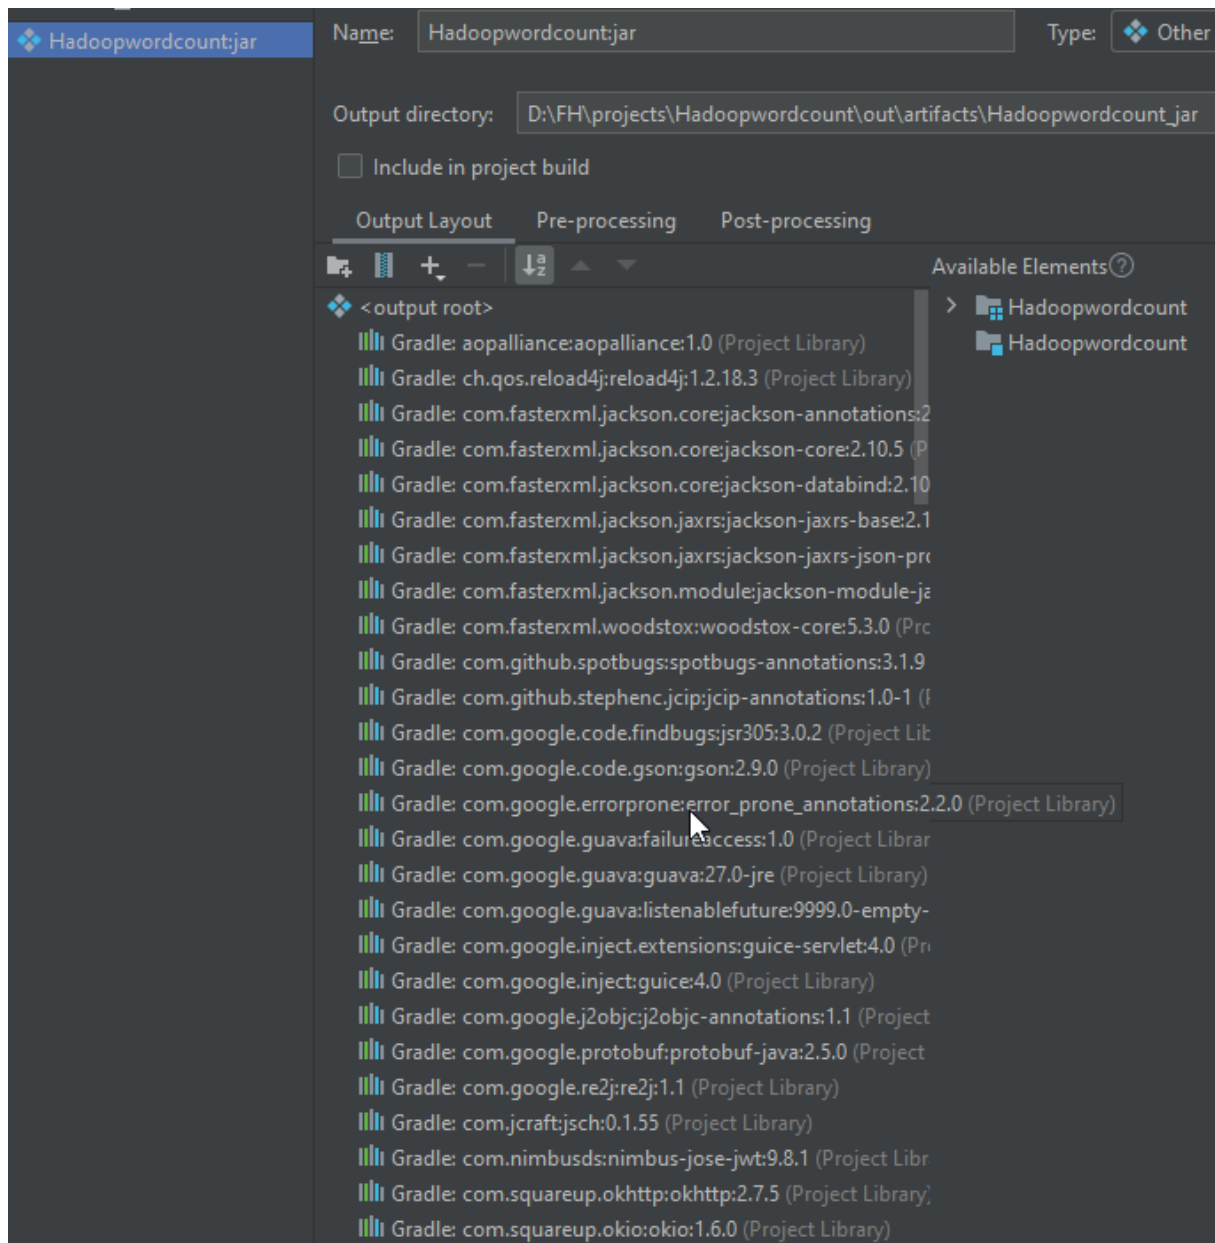 Hadoopwordcount:jar
Name: Hadoopwordcount:jar Type: Other
Output directory: D:\FH\projects\Hadoopwordcount\out\artifacts\Hadoopwordcount_jar
Include in project build
Output Layout Pre-processing Post-processing
Available Elements
<output root>
Hadoopwordcount
Gradle: aopalliance:aopalliance:1.0 (Project Library)
Hadoopwordcount
Gradle: ch.qos.reload4j:reload4j:1.2.18.3 (Project Library)
Gradle: com.fasterxml.jackson.core:jackson-annotations:2
Gradle: com.fasterxml.jackson.core:jackson-core:2.10.5 (P
Gradle: com.fasterxml.jackson.core:jackson-databind:2.10
Gradle: com.fasterxml.jackson.jaxrs:jackson-jaxrs-base:2.1
Gradle: com.fasterxml.jackson.jaxrs:jackson-jaxrs-json-pro
Gradle: com.fasterxml.jackson.module:jackson-module-ja
Gradle: com.fasterxml.woodstox:woodstox-core:5.3.0 (Prc
Gradle: com.github.spotbugs:spotbugs-annotations:3.1.9
Gradle: com.github.stephenc.jcip:jcip-annotations:1.0-1 (
Gradle: com.google.code.findbugs:jsr305:3.0.2 (Project Lib
Gradle: com.google.code.gson:gson:2.9.0 (Project Library)
Gradle: com.google.errorprone:error_prone_annotations:2.2.0 (Project Library)
Gradle: com.google.guava:failureaccess:1.0 (Project Librar
Gradle: com.google.guava:guava:27.0-jre (Project Library)
Gradle: com.google.guava:listenablefuture:9999.0-empty-
Gradle: com.google.inject.extensions:guice-servlet:4.0 (Pr
Gradle: com.google.inject:guice:4.0 (Project Library)
Gradle: com.google.j2objc:j2objc-annotations:1.1 (Project
Gradle: com.google.protobuf:protobuf-java:2.5.0 (Project
Gradle: com.google.re2j:re2j:1.1 (Project Library)
Gradle: com.jcraft:jsch:0.1.55 (Project Library)
Gradle: com.nimbusds:nimbus-jose-jwt:9.8.1 (Project Libr
Gradle: com.squareup.okhttp:okhttp:2.7.5 (Project Library)
Gradle: com.squareup.okio:okio:1.6.0 (Project Library)